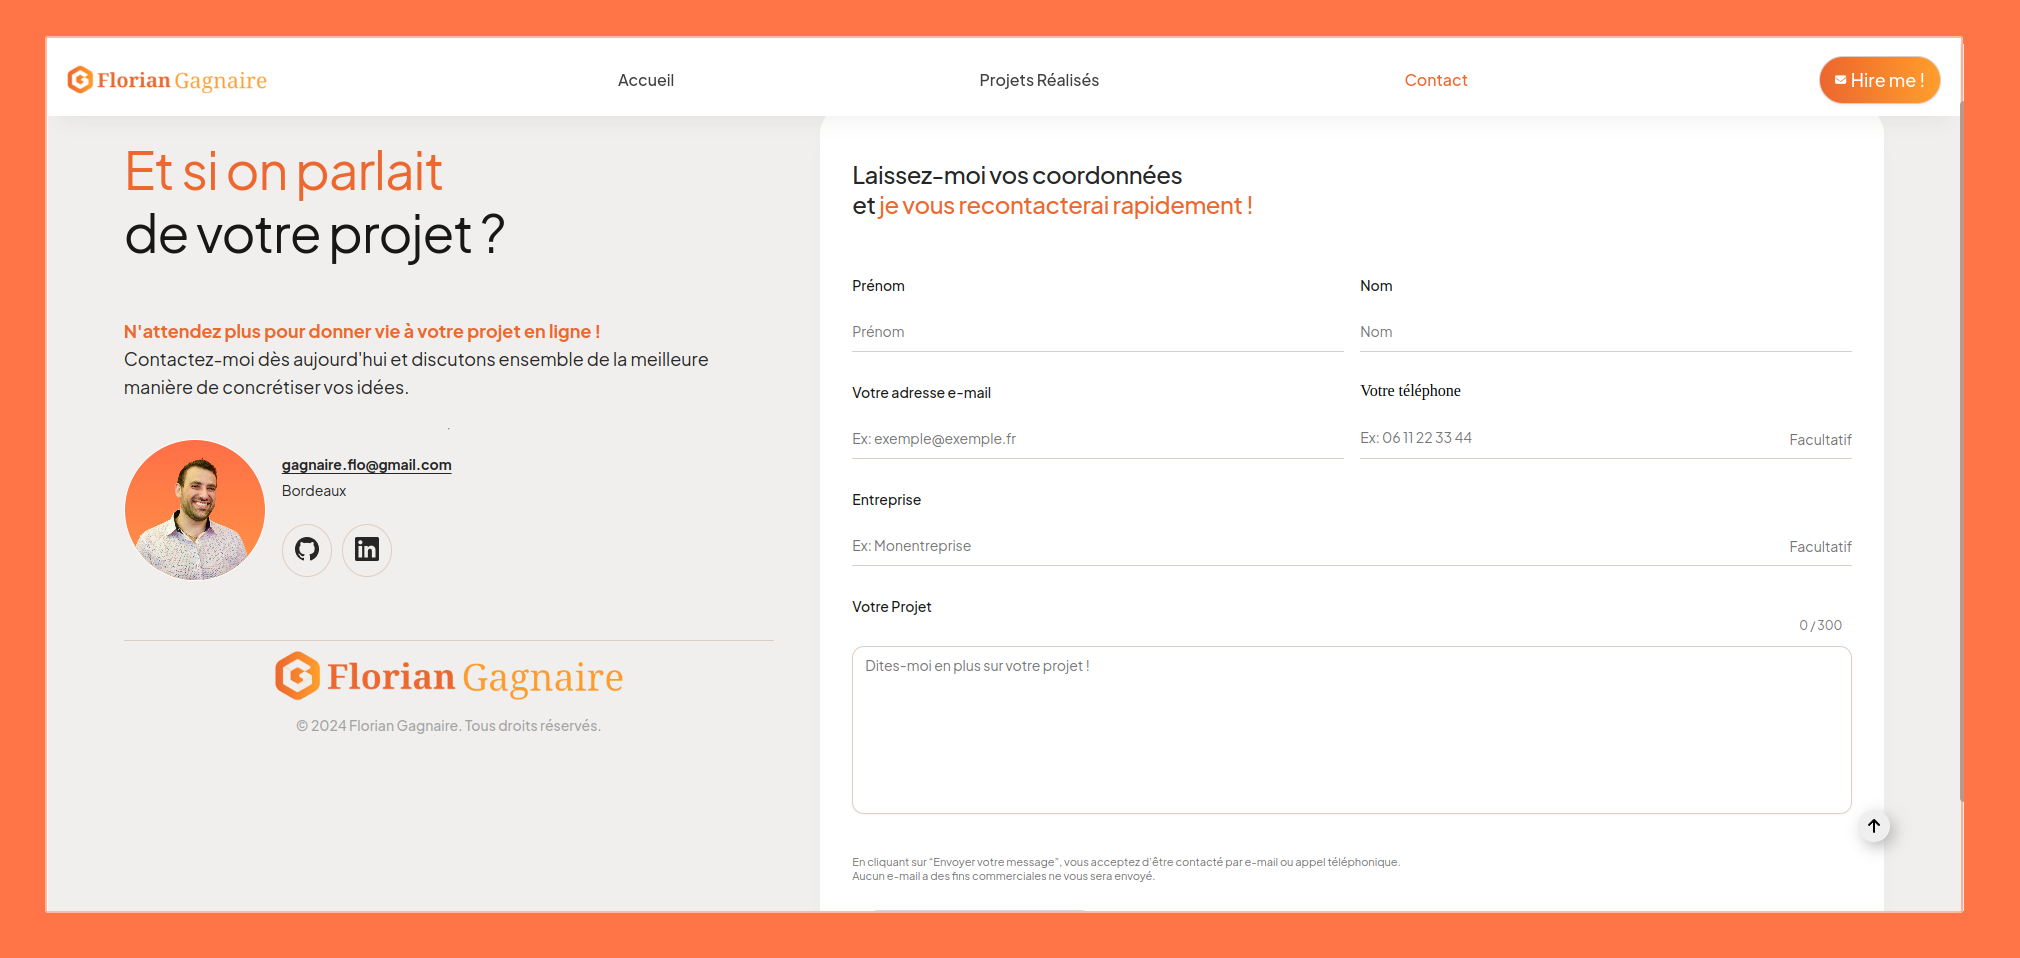 Florian Gagnaire
Accueil
Projets Réalisés
Contact
Hire me !
Et si on parlait
de votre projet ?
N'attendez plus pour donner vie à votre projet en ligne !
Contactez-moi dès aujourd'hui et discutons ensemble de la meilleure
manière de concrétiser vos idées.
gagnaire.flo@gmail.com
Bordeaux
in
Florian Gagnaire
© 2024 Florian Gagnaire. Tous droits réservés.
Laissez-moi vos coordonnées
et je vous recontacterai rapidement !
Prénom
Nom
Prénom
Nom
Votre adresse e-mail
Votre téléphone
Ex: exemple@exemple.fr
Ex: 06 11 22 33 44
Facultatif
Entreprise
Ex: Monentreprise
Facultatif
Votre Projet
0 / 300
Dites-moi en plus sur votre projet !
En cliquant sur "Envoyer votre message", vous acceptez d'être contacté par e-mail ou appel téléphonique.
Aucun e-mail a des fins commerciales ne vous sera envoyé.